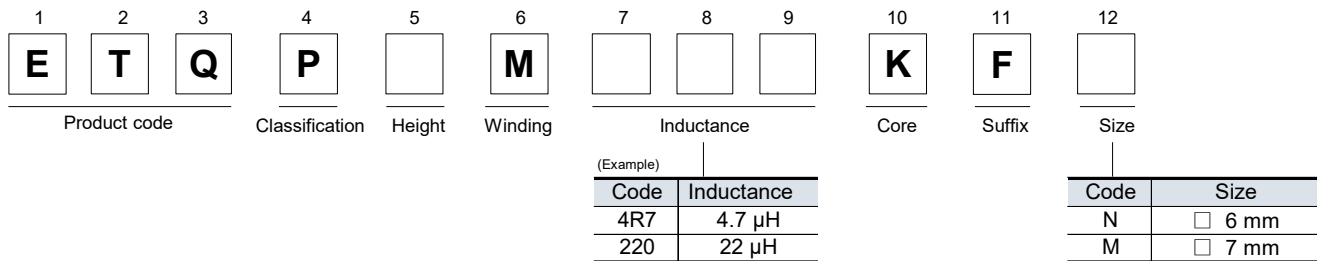 1 2 3 4 5 6 7 8 9 10 11 12
E T Q P M K F
Product code Classification Height Winding Inductance Core Suffix Size
(Example)
Code Inductance Code Size
4R7 4.7 µH N □ 6 mm
220 22 µH M □ 7 mm